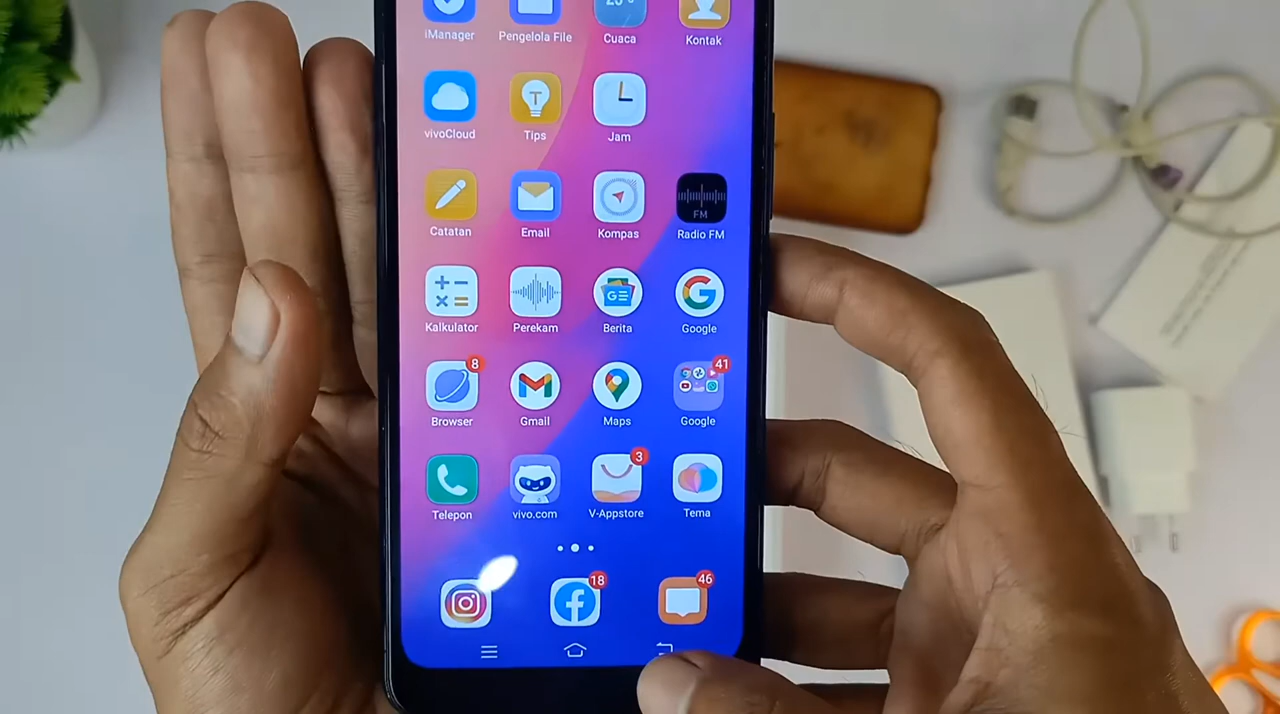 iManager Pengelola File Cuaca Kontak
vivoCloud Tips Jam
FM
Catatan Email Kompas Radio FM
Kalkulator Perekam Berita Google
8 41
Browser Gmail Maps Google
3
Telepon vivo.com V-Appstore Tema
18 46